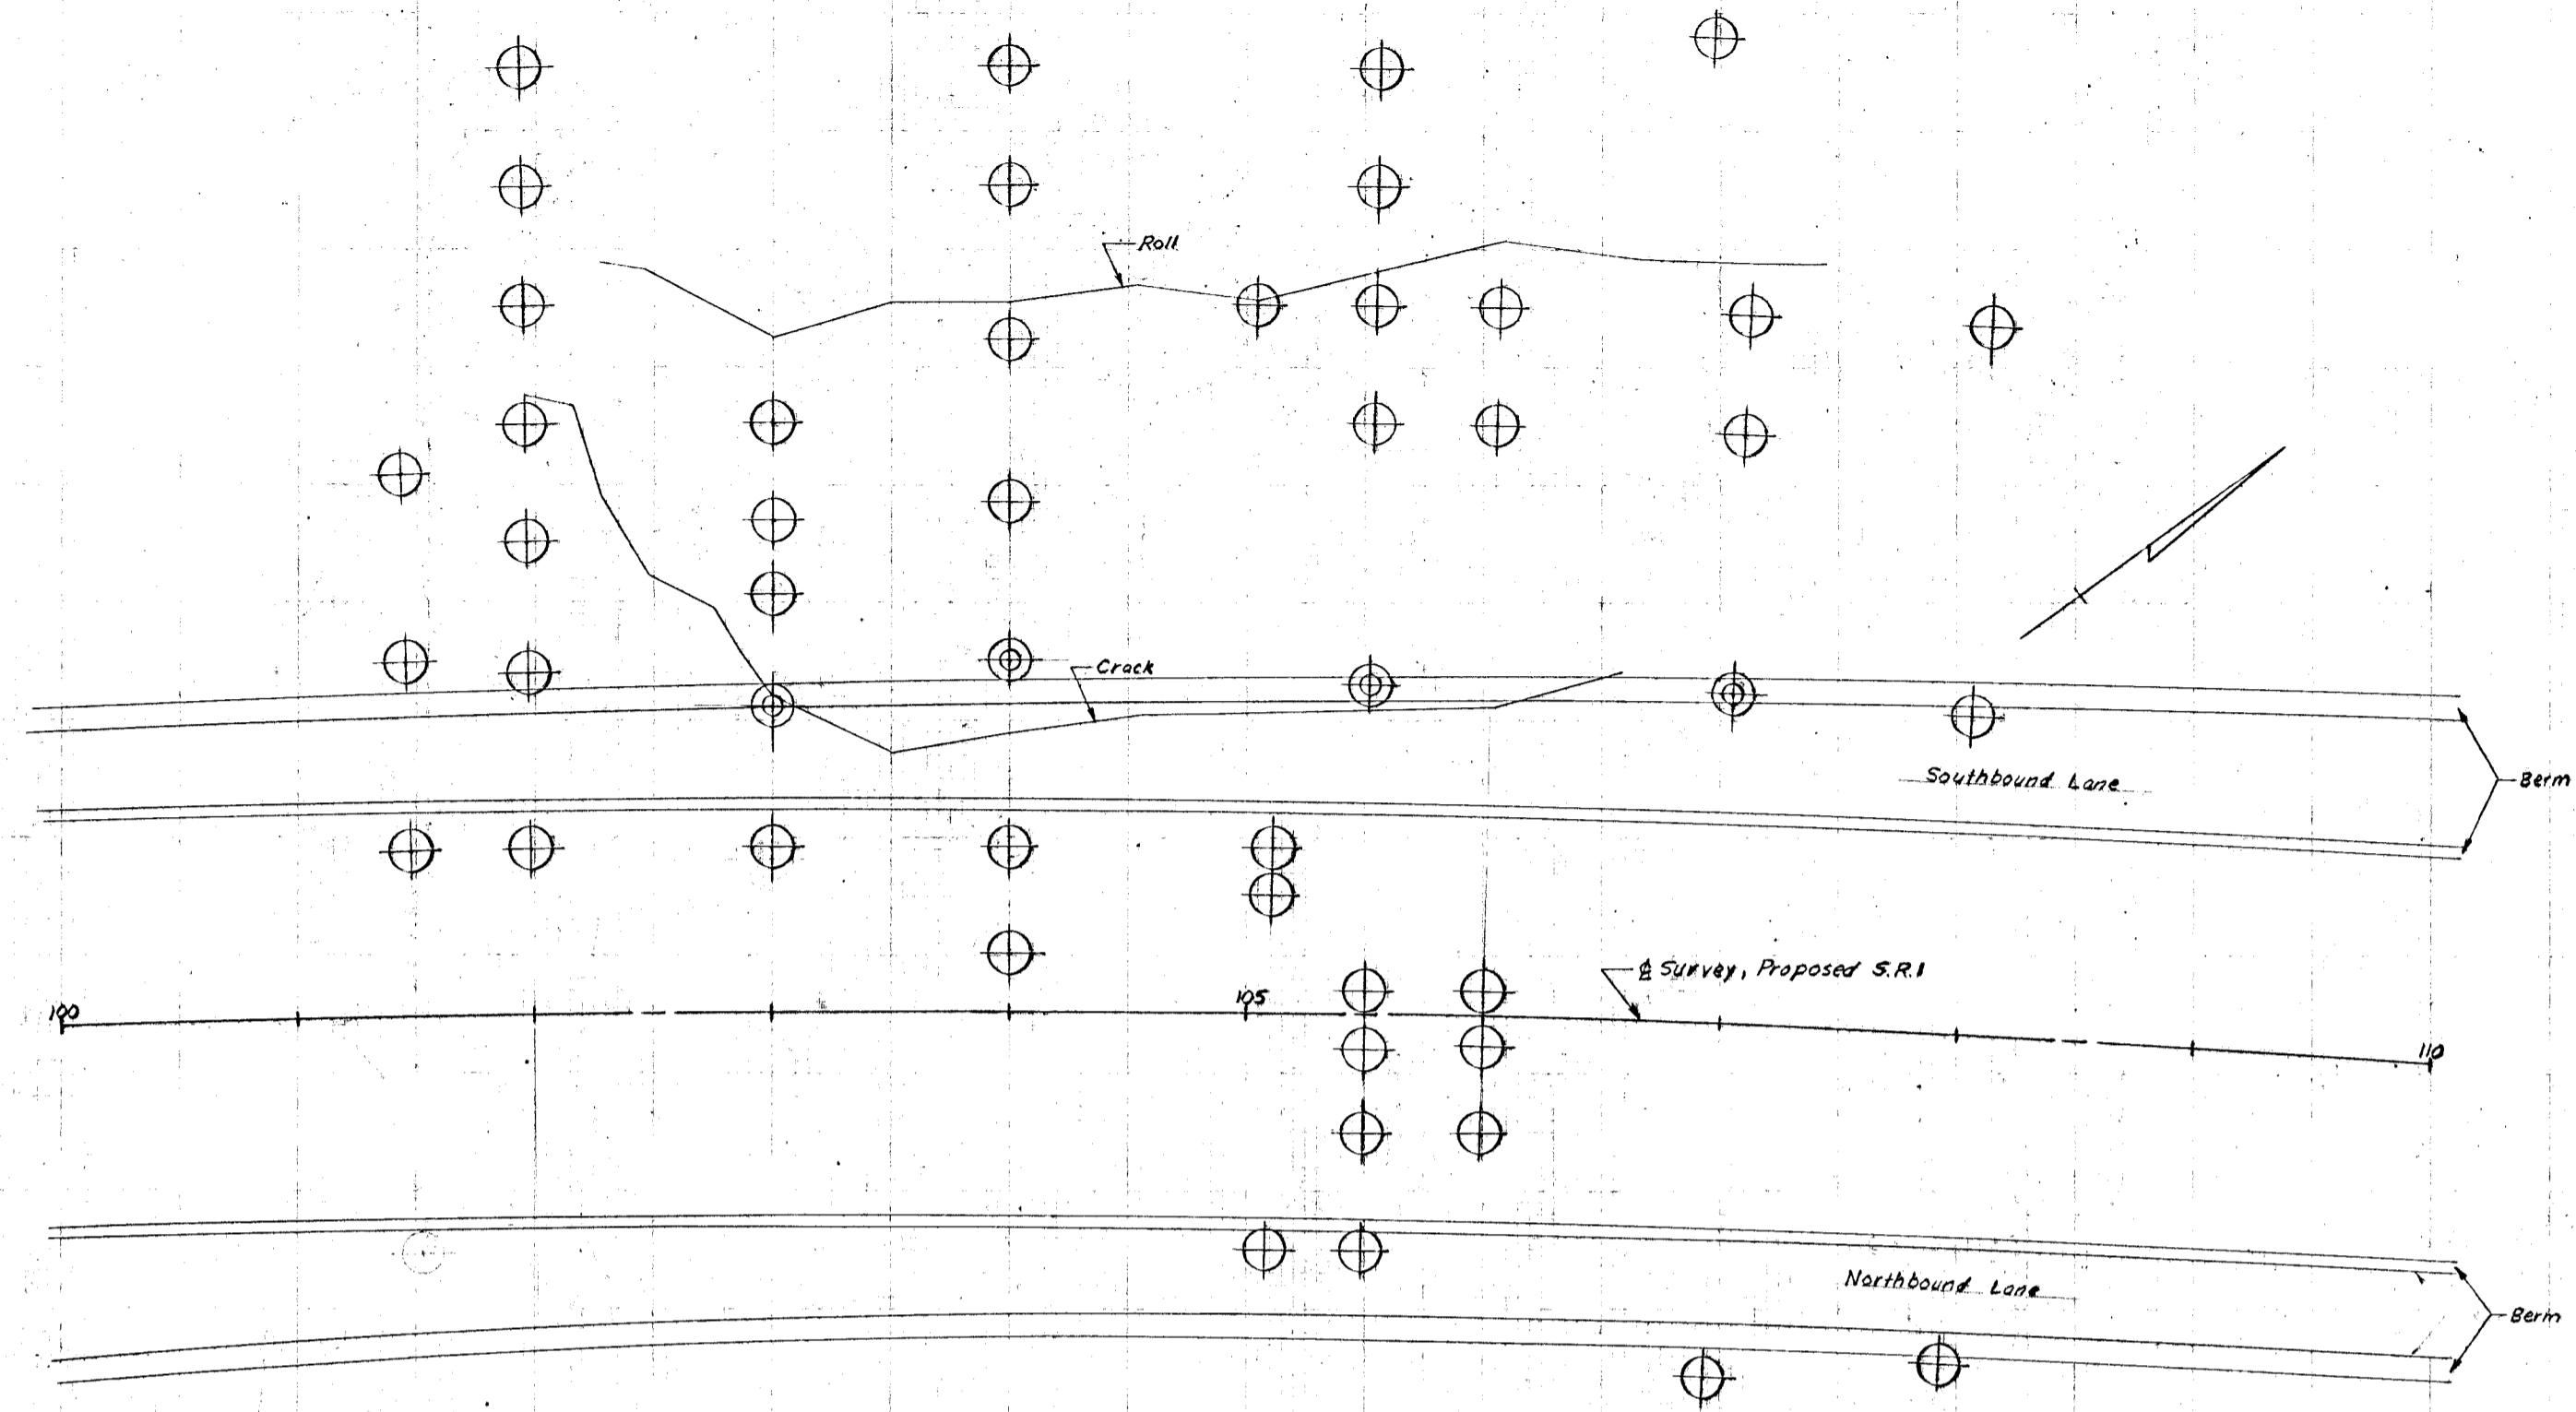 Roll
Crack
Southbound Lane
Berm
℄ Survey, Proposed S.R.1
100
105
110
Northbound Lane
Berm